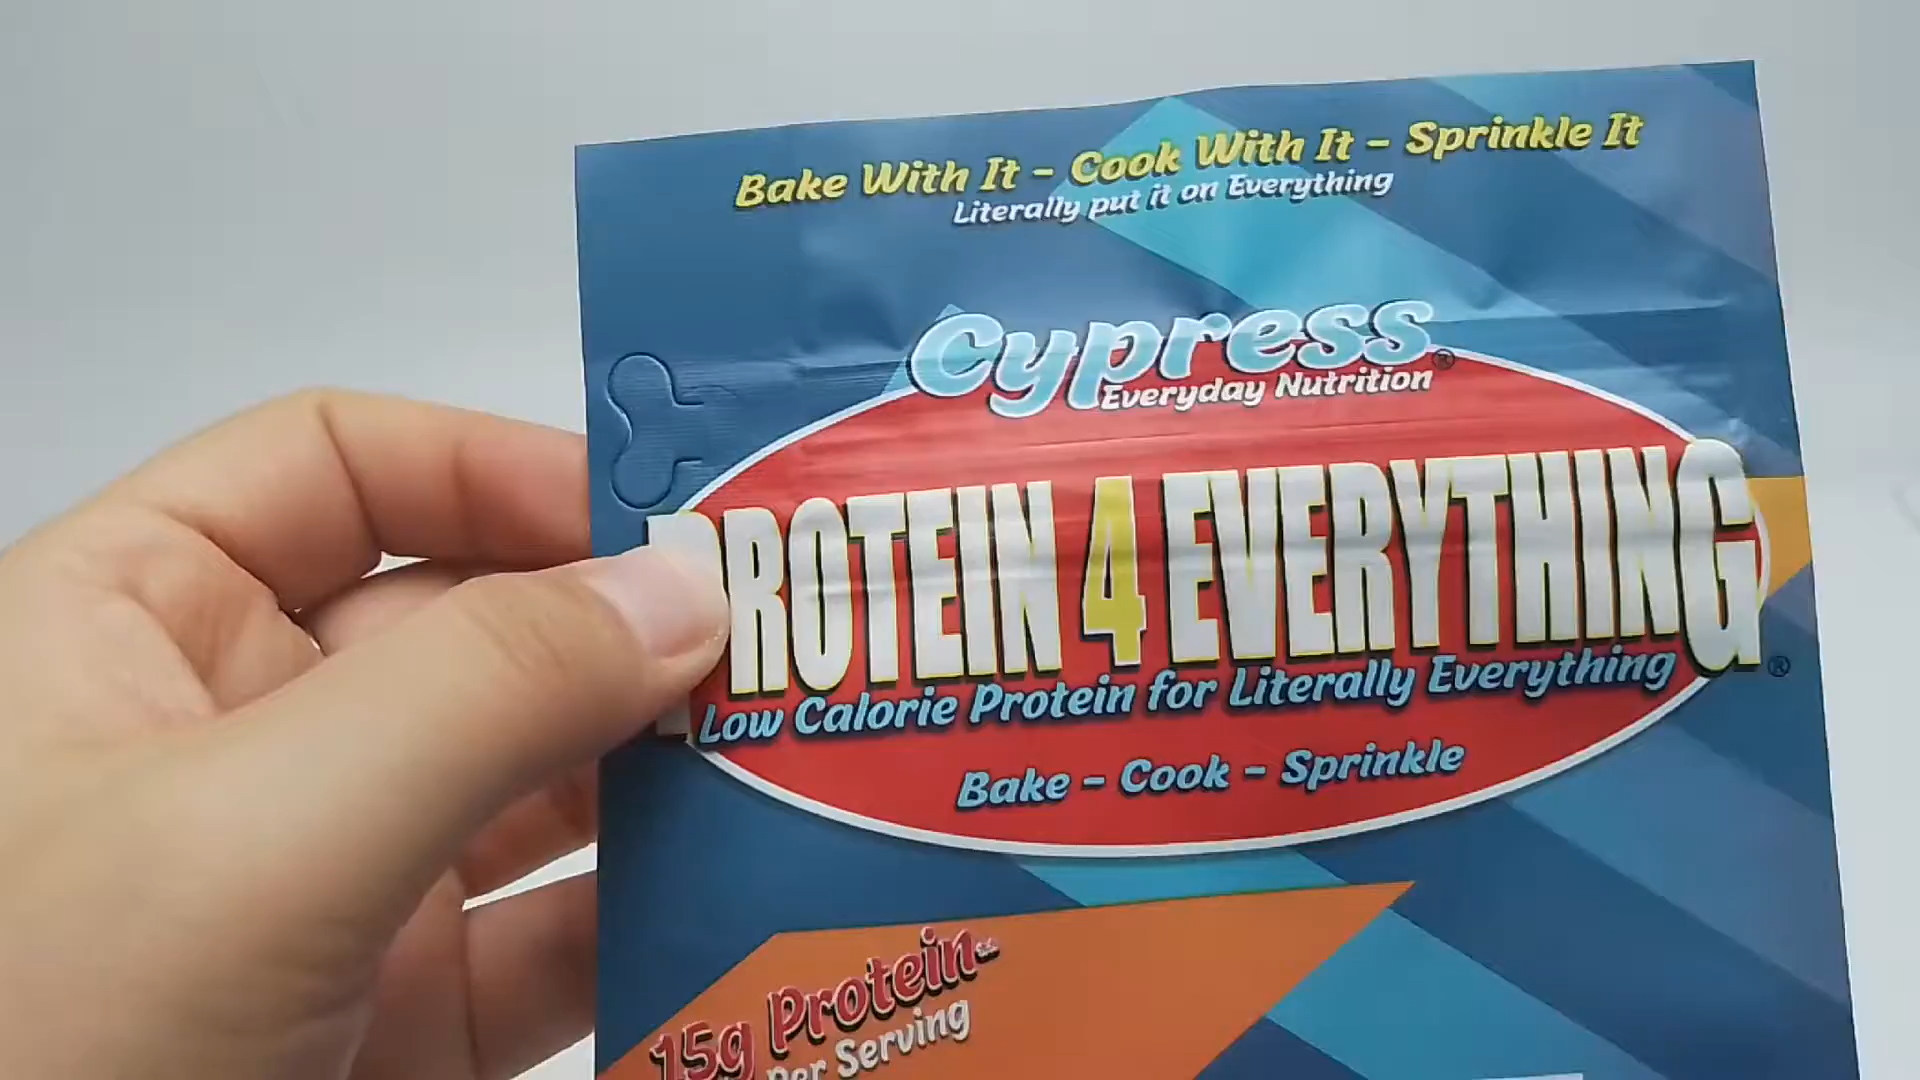 Bake With It - Cook With It - Sprinkle It
Literally put it on Everything
Cypress®
Everyday Nutrition
PROTEIN 4 EVERYTHING®
Low Calorie Protein for Literally Everything
Bake - Cook - Sprinkle
15g Protein
Per Serving